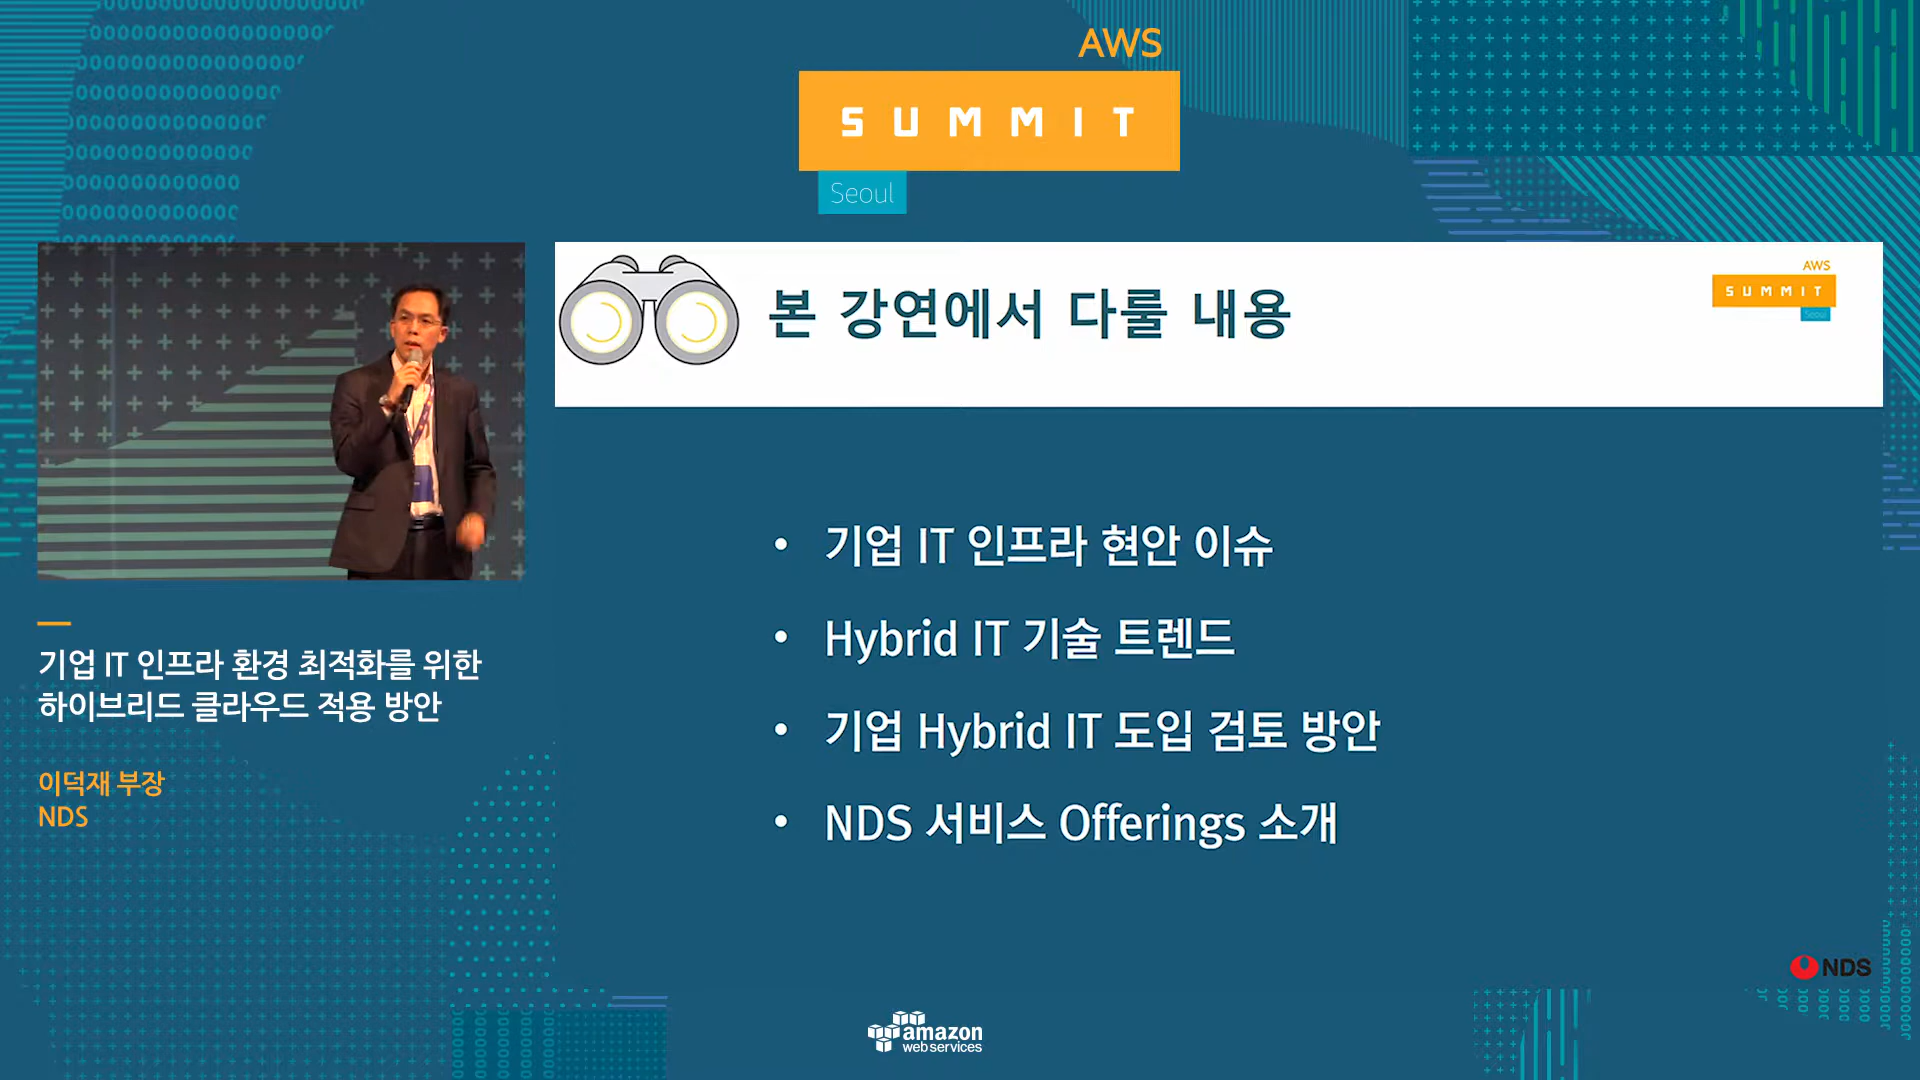 AWS
SUMMIT
Seoul
본 강연에서 다룰 내용
AWS
SUMMIT
Seoul
• 기업 IT 인프라 현안 이슈
• Hybrid IT 기술 트렌드
• 기업 Hybrid IT 도입 검토 방안
• NDS 서비스 Offerings 소개
기업 IT 인프라 환경 최적화를 위한
하이브리드 클라우드 적용 방안
이덕재 부장
NDS
NDS
amazon
web services